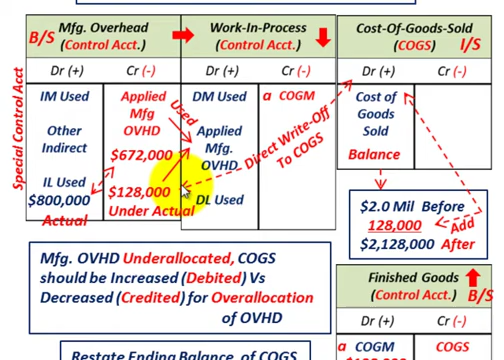 B/S
Mfg. Overhead
(Control Acct.)
Dr (+)
Cr (-)
Special Control Acct
IM Used
Other
Indirect
IL Used
$800,000
Actual
Applied
Mfg
OVHD
$672,000
$128,000
Under Actual
Used
Work-In-Process
(Control Acct.)
Dr (+)
Cr (-)
DM Used
Applied
Mfg.
OVHD
DL Used
a COGM
Direct Write-Off
To COGS
Cost-Of-Goods-Sold
(COGS)
I/S
Dr (+)
Cr (-)
Cost of
Goods
Sold
Balance
$2.0 Mil Before
128,000
Add
$2,128,000 After
Mfg. OVHD Underallocated, COGS
should be Increased (Debited) Vs
Decreased (Credited) for Overallocation
of OVHD
Finished Goods
(Control Acct.)
B/S
Dr (+)
Cr (-)
a COGM
COGS
Restate Ending Balance of COGS